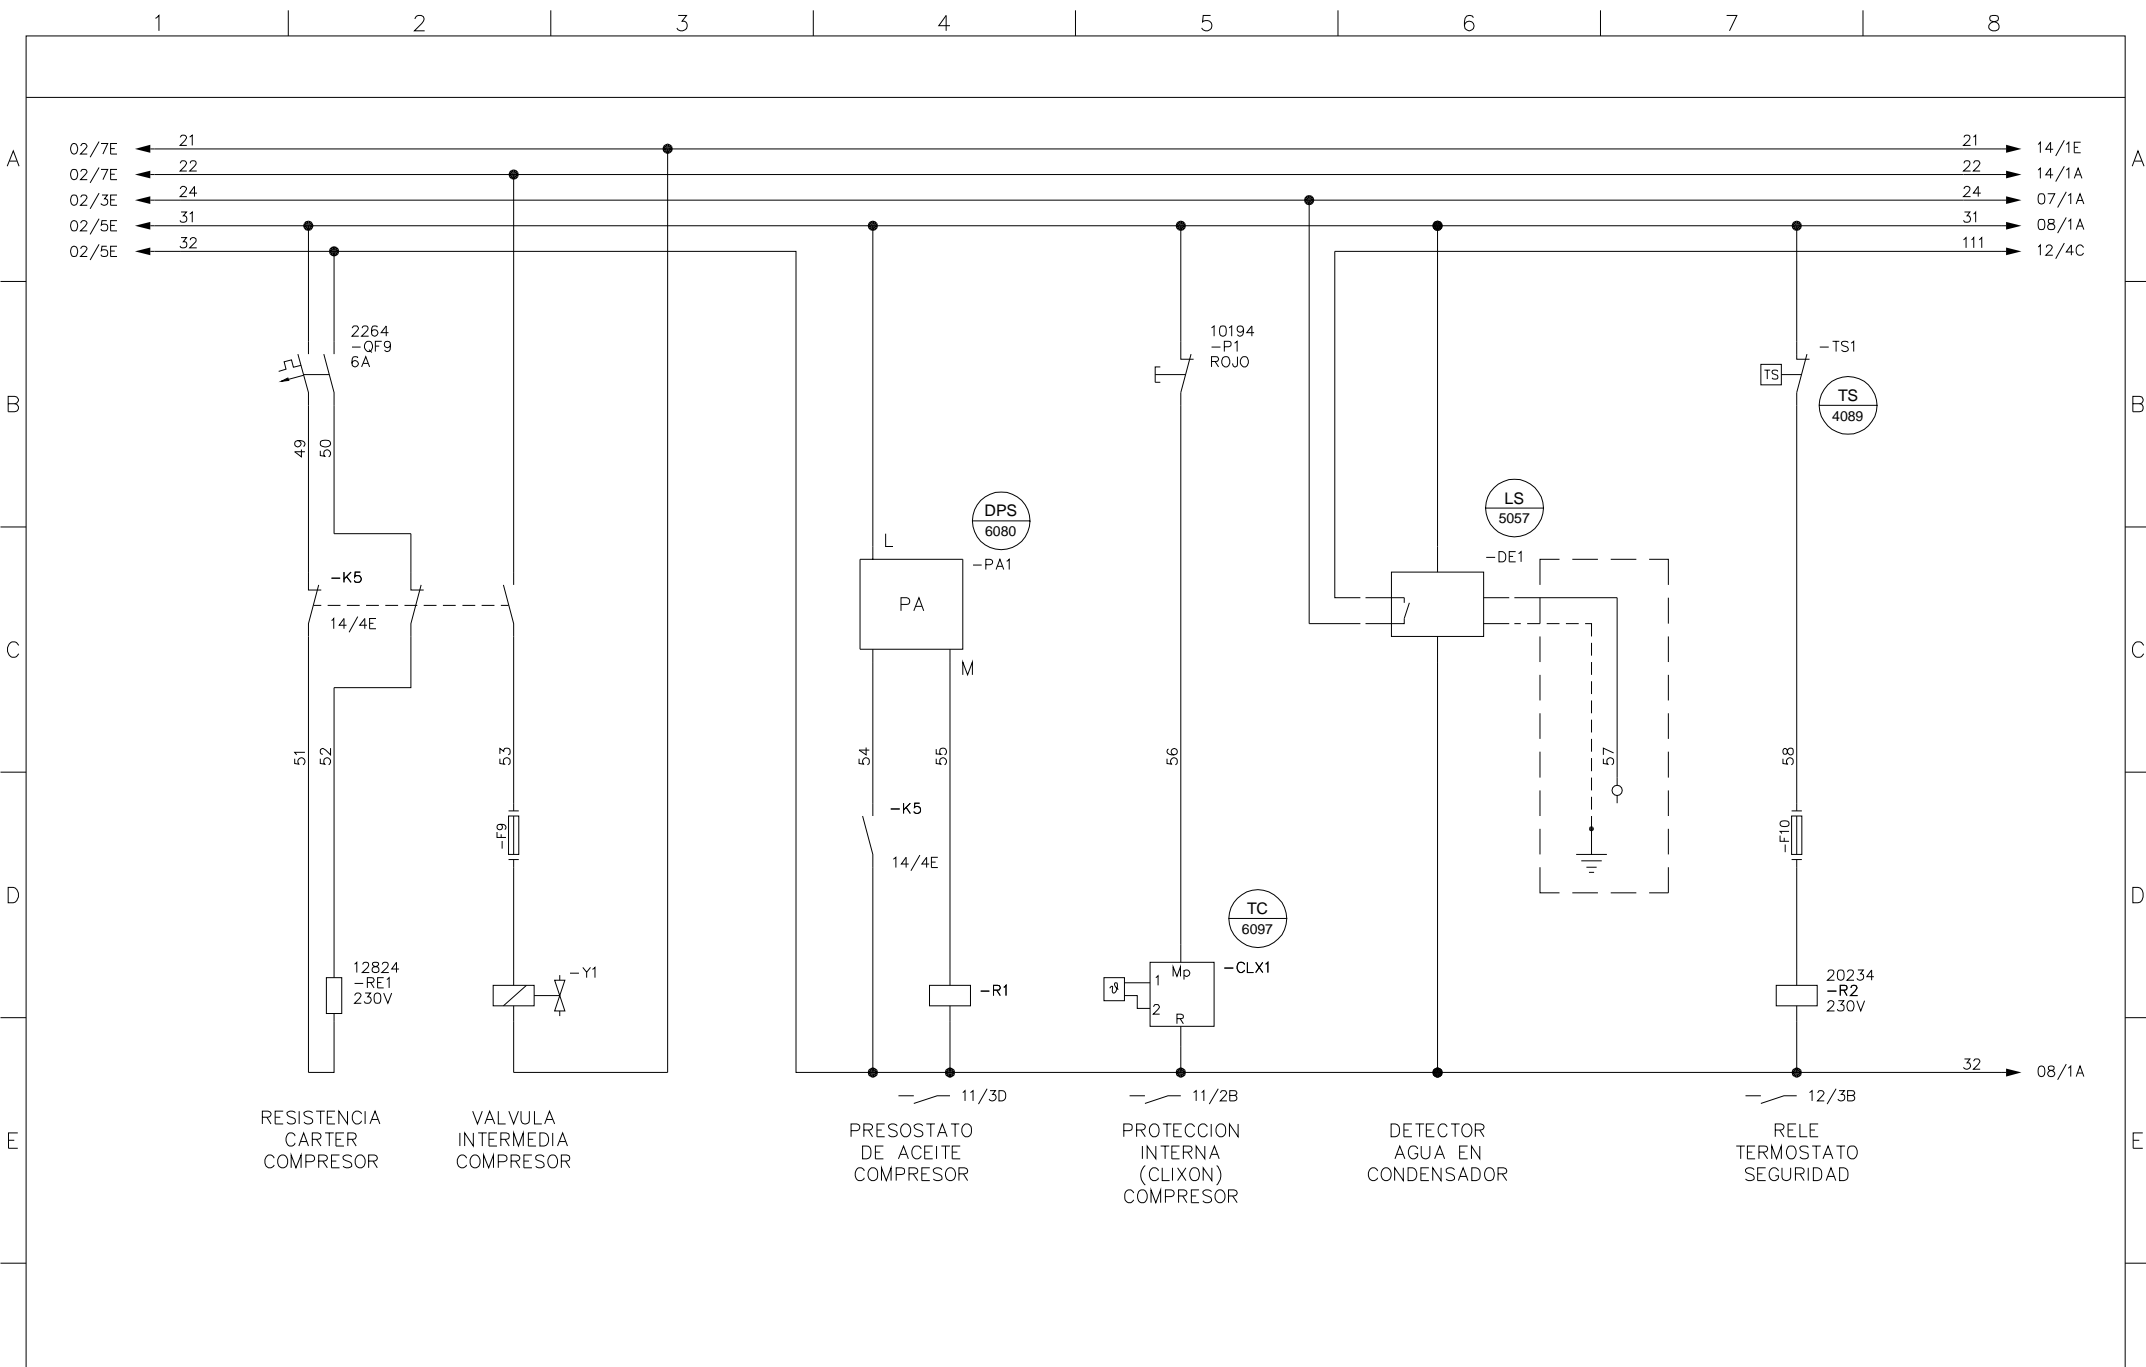 1 2 3 4 5 6 7 8
A A
02/7E 21 21 14/1E
02/7E 22 22 14/1A
02/3E 24 24 07/1A
02/5E 31 31 08/1A
02/5E 32 111 12/4C
B B
2264
-QF9
6A
10194
-P1
ROJO
-TS1
TS
TS
4089
49
50
C C
-K5
14/4E
DPS
6080
L
-PA1
PA
M
LS
5057
-DE1
51
52
53
54
55
56
57
58
D D
-F9
-K5
14/4E
-F10
TC
6097
12824
-RE1
230V
-Y1
-R1
-CLX1
Mp
1
2
R
ϑ
20234
-R2
230V
32 08/1A
E E
11/3D
11/2B
12/3B
RESISTENCIA
CARTER
COMPRESOR
VALVULA
INTERMEDIA
COMPRESOR
PRESOSTATO
DE ACEITE
COMPRESOR
PROTECCION
INTERNA
(CLIXON)
COMPRESOR
DETECTOR
AGUA EN
CONDENSADOR
RELE
TERMOSTATO
SEGURIDAD